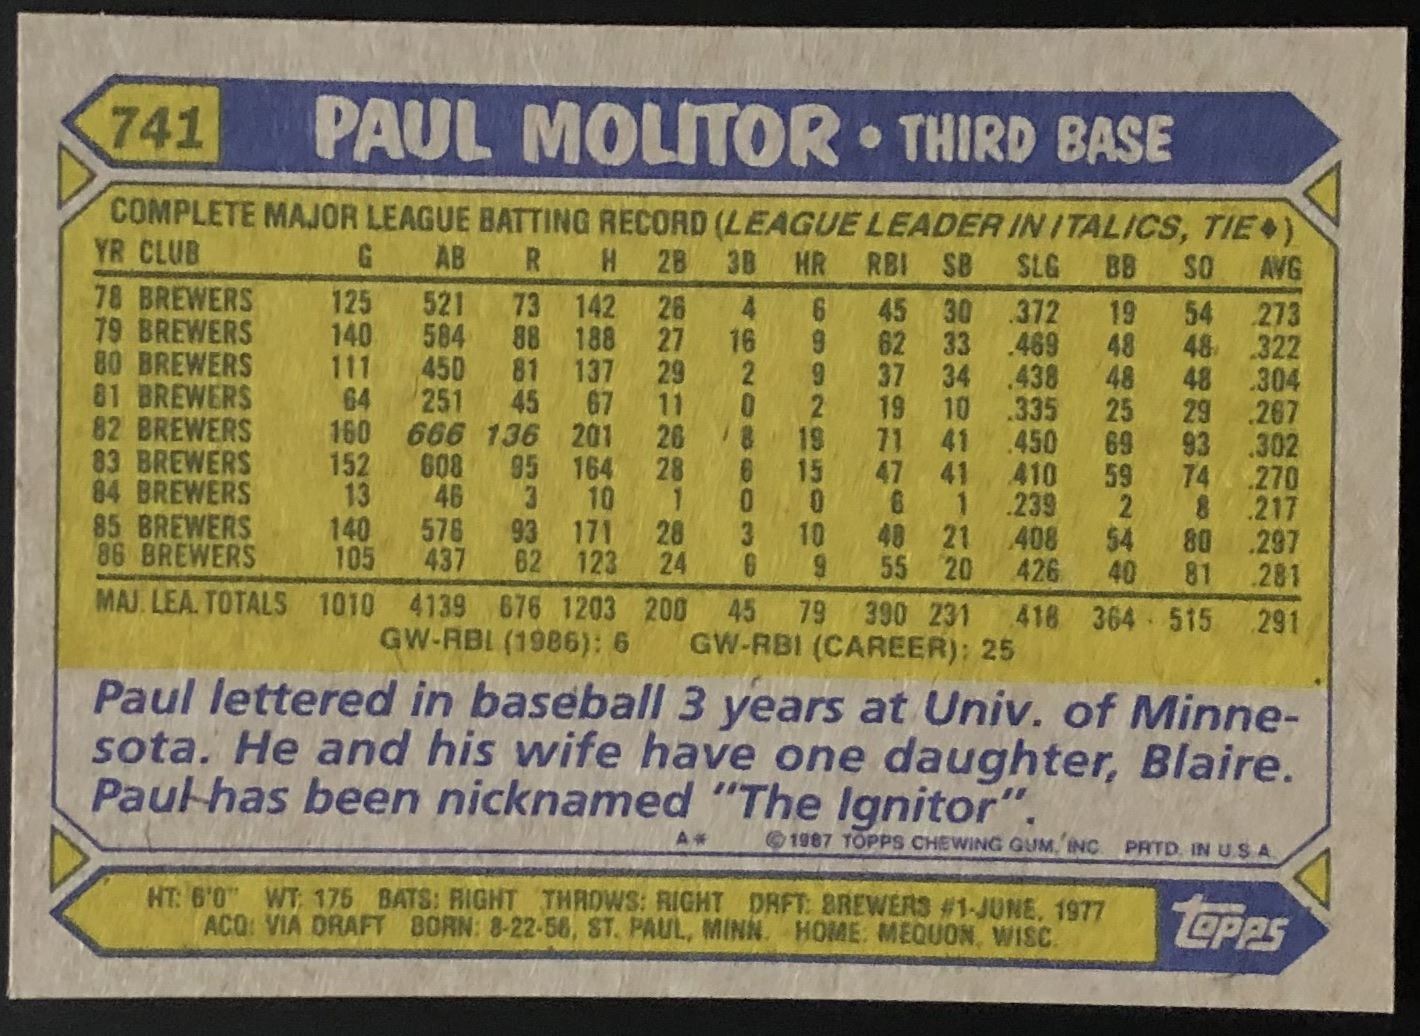 741 PAUL MOLITOR • THIRD BASE
COMPLETE MAJOR LEAGUE BATTING RECORD (LEAGUE LEADER IN ITALICS, TIE♦)
YR CLUB G AB R H 2B 3B HR RBI SB SLG BB SO AVG
78 BREWERS 125 521 73 142 26 4 6 45 30 .372 19 54 .273
79 BREWERS 140 584 88 188 27 16 9 62 33 .469 48 48 .322
80 BREWERS 111 450 81 137 29 2 9 37 34 .438 48 48 .304
81 BREWERS 64 251 45 67 11 0 2 19 10 .335 25 29 .267
82 BREWERS 160 666 136 201 26 8 19 71 41 .450 69 93 .302
83 BREWERS 152 608 95 164 28 6 15 47 41 .410 59 74 .270
84 BREWERS 13 46 3 10 1 0 0 6 1 .239 2 8 .217
85 BREWERS 140 576 93 171 28 3 10 48 21 .408 54 80 .297
86 BREWERS 105 437 62 123 24 6 9 55 20 .426 40 81 .281
MAJ. LEA. TOTALS 1010 4139 676 1203 200 45 79 390 231 .418 364 515 .291
GW-RBI (1986): 6 GW-RBI (CAREER): 25
Paul lettered in baseball 3 years at Univ. of Minne-
sota. He and his wife have one daughter, Blaire.
Paul has been nicknamed "The Ignitor".
A* ©1987 TOPPS CHEWING GUM, INC. PRTD. IN U.S.A.
HT: 6'0" WT: 175 BATS: RIGHT THROWS: RIGHT DRFT: BREWERS #1-JUNE, 1977
ACQ: VIA DRAFT BORN: 8-22-56, ST. PAUL, MINN. HOME: MEQUON, WISC.
topps